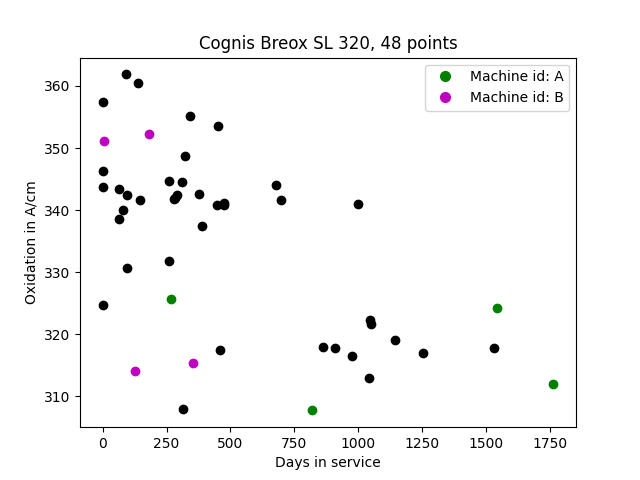 Cognis Breox SL 320, 48 points
Machine id: A
Machine id: B
Oxidation in A/cm
360
350
340
330
320
310
0 250 500 750 1000 1250 1500 1750
Days in service